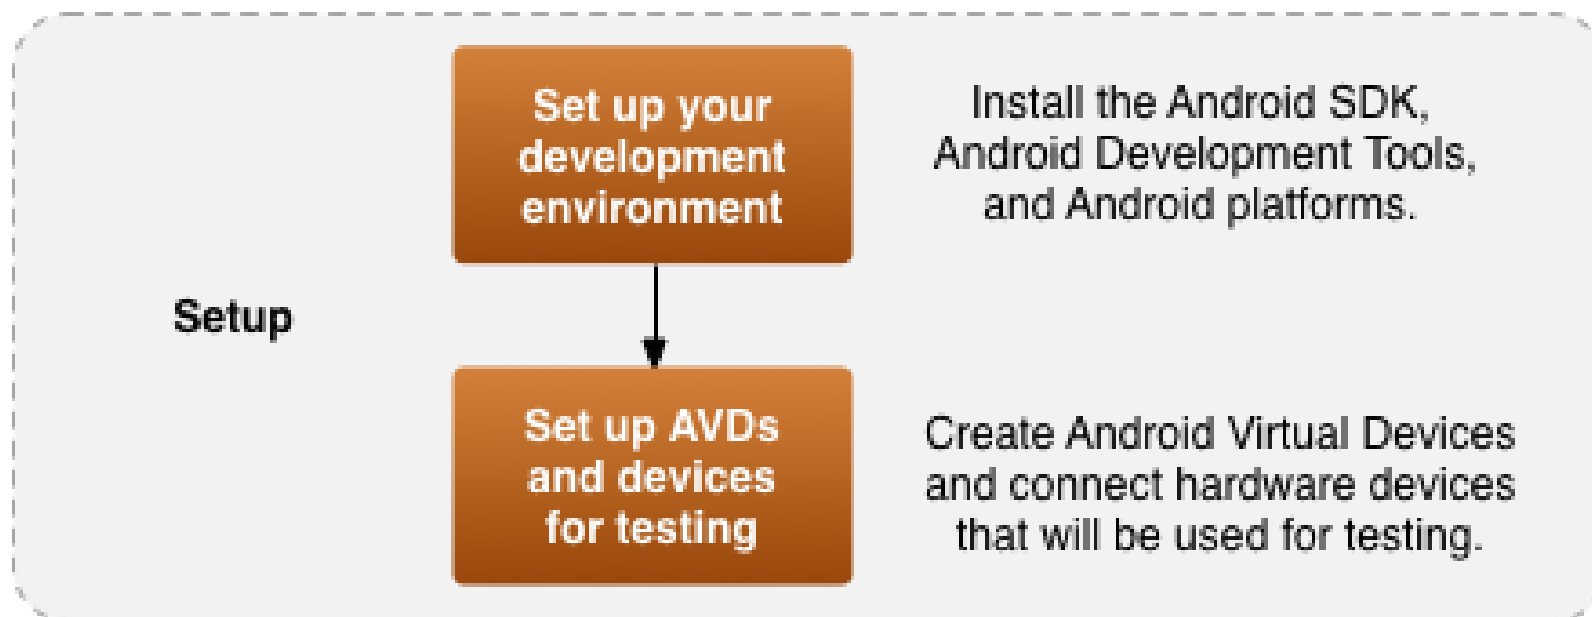 Set up your
development
environment
Install the Android SDK,
Android Development Tools,
and Android platforms.
Setup
Set up AVDs
and devices
for testing
Create Android Virtual Devices
and connect hardware devices
that will be used for testing.